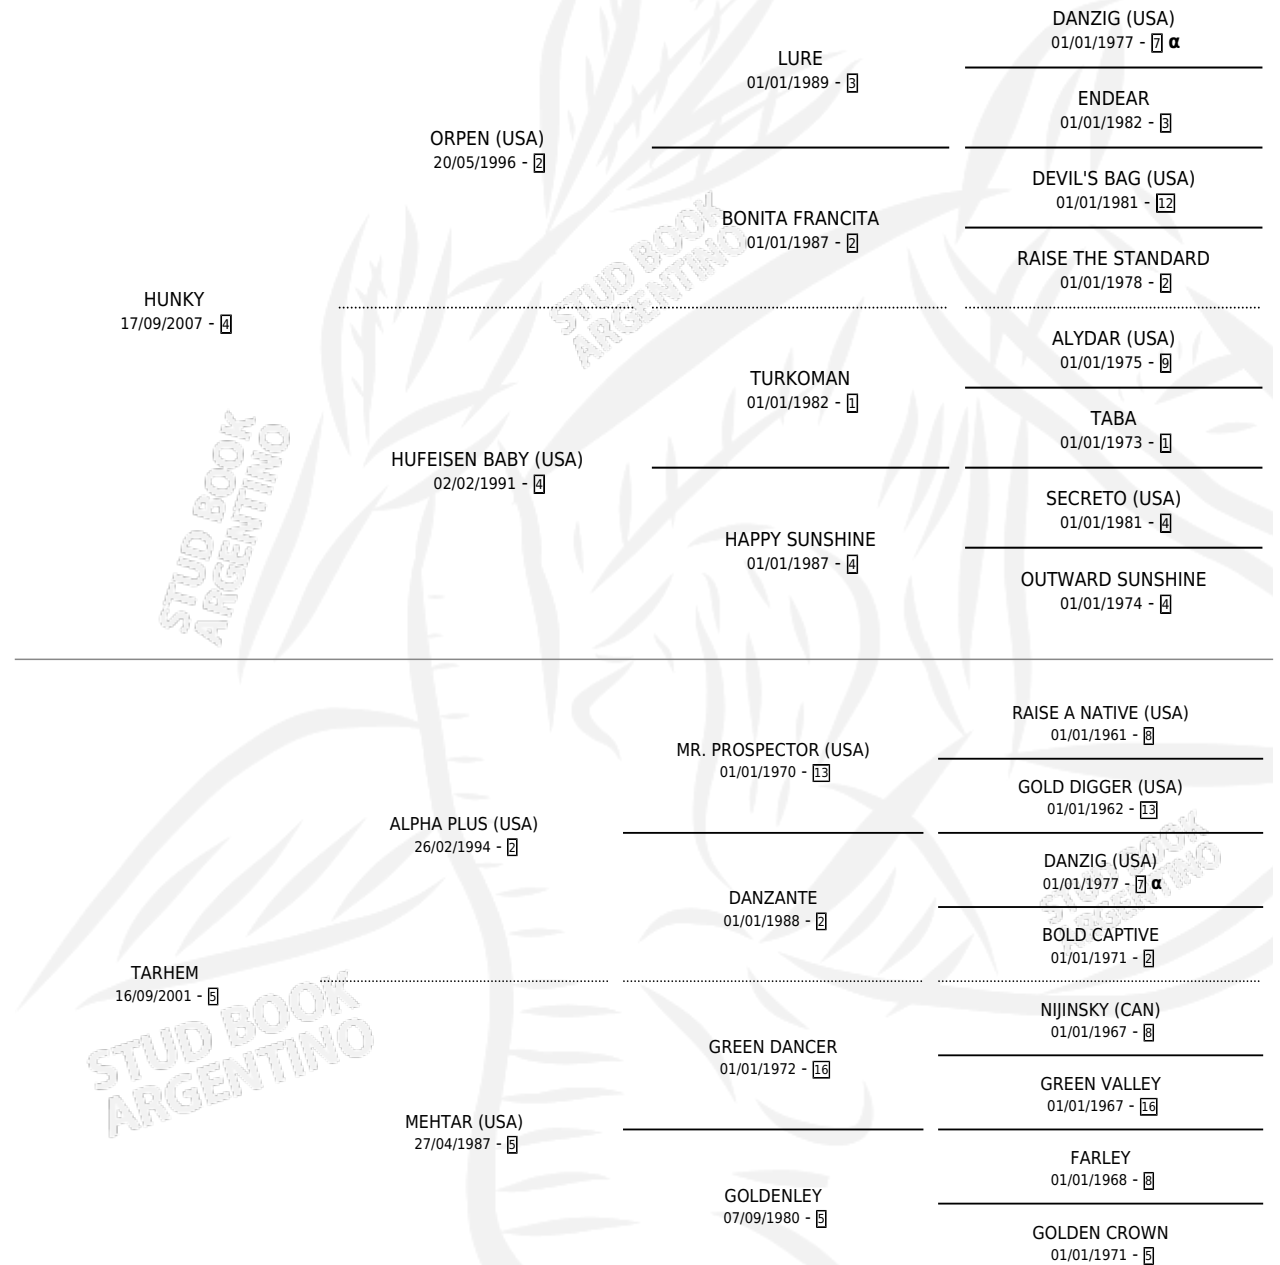 DANZIG (USA)
01/01/1977 - 7 α
LURE
01/01/1989 - 3
ENDEAR
01/01/1982 - 3
ORPEN (USA)
20/05/1996 - 2
DEVIL'S BAG (USA)
01/01/1981 - 12
BONITA FRANCITA
01/01/1987 - 2
RAISE THE STANDARD
01/01/1978 - 2
HUNKY
17/09/2007 - 4
ALYDAR (USA)
01/01/1975 - 9
TURKOMAN
01/01/1982 - 1
TABA
01/01/1973 - 1
HUFEISEN BABY (USA)
02/02/1991 - 4
SECRETO (USA)
01/01/1981 - 4
HAPPY SUNSHINE
01/01/1987 - 4
OUTWARD SUNSHINE
01/01/1974 - 4
RAISE A NATIVE (USA)
01/01/1961 - 8
MR. PROSPECTOR (USA)
01/01/1970 - 13
GOLD DIGGER (USA)
01/01/1962 - 13
ALPHA PLUS (USA)
26/02/1994 - 2
DANZIG (USA)
01/01/1977 - 7 α
DANZANTE
01/01/1988 - 2
BOLD CAPTIVE
01/01/1971 - 2
TARHEM
16/09/2001 - 5
NIJINSKY (CAN)
01/01/1967 - 8
GREEN DANCER
01/01/1972 - 16
GREEN VALLEY
01/01/1967 - 16
MEHTAR (USA)
27/04/1987 - 5
FARLEY
01/01/1968 - 8
GOLDENLEY
07/09/1980 - 5
GOLDEN CROWN
01/01/1971 - 5
STUD BOOK
ARGENTINO
STUD BOOK
ARGENTINO
STUD BOOK
ARGENTINO
STUD BOOK
ARGENTINO